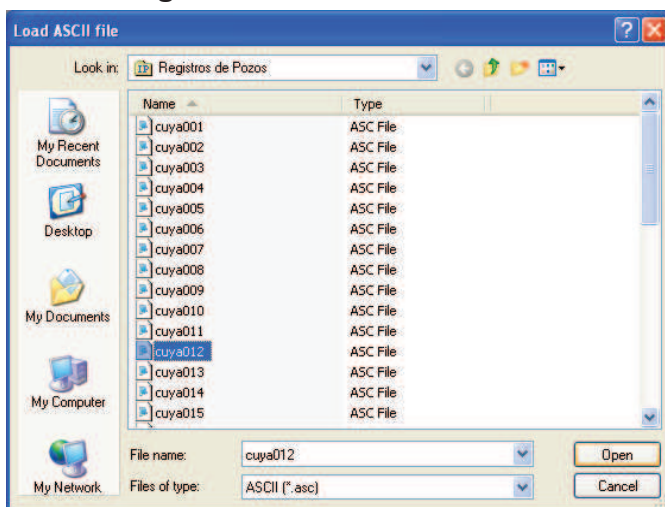 Load ASCII file
Look in: Registros de Pozos
Name Type
cuya001 ASC File
cuya002 ASC File
cuya003 ASC File
cuya004 ASC File
cuya005 ASC File
cuya006 ASC File
cuya007 ASC File
cuya008 ASC File
cuya009 ASC File
cuya010 ASC File
cuya011 ASC File
cuya012 ASC File
cuya013 ASC File
cuya014 ASC File
cuya015 ASC File
My Recent
Documents
Desktop
My Documents
My Computer
My Network
File name: cuya012 Open
Files of type: ASCII (*.asc) Cancel